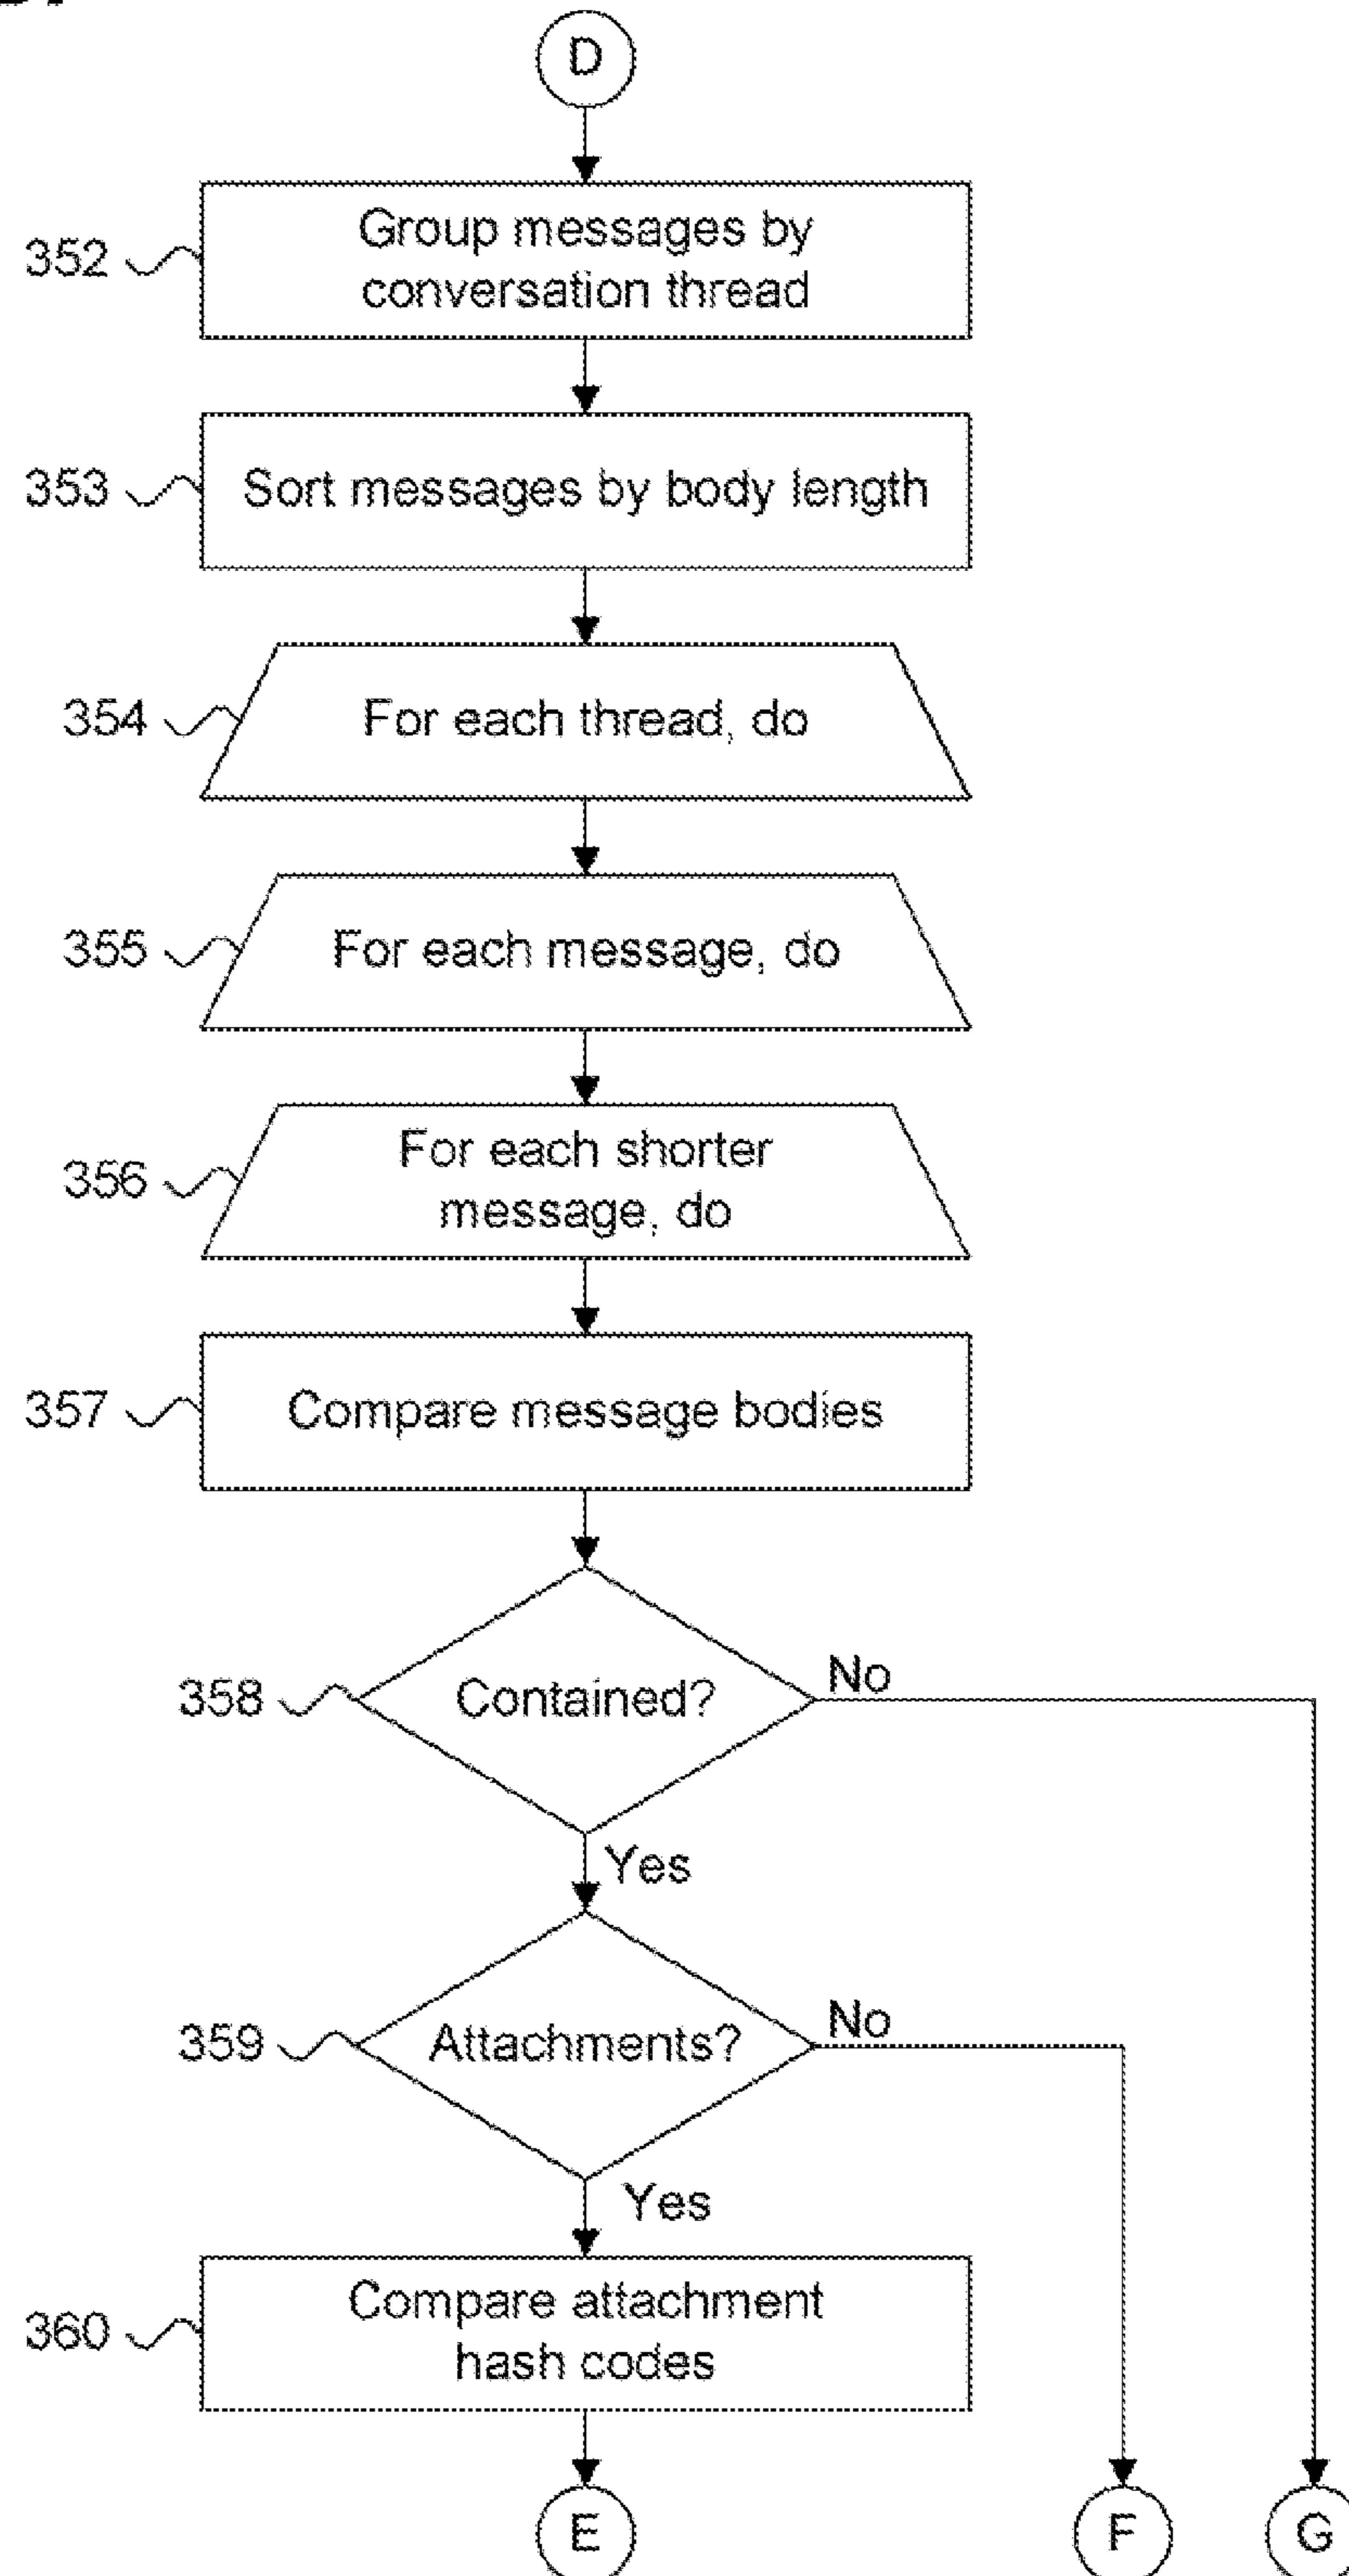 D
352
Group messages by
conversation thread
353
Sort messages by body length
354
For each thread, do
355
For each message, do
356
For each shorter
message, do
357
Compare message bodies
358
Contained?
No
Yes
359
Attachments?
No
Yes
360
Compare attachment
hash codes
E
F
G